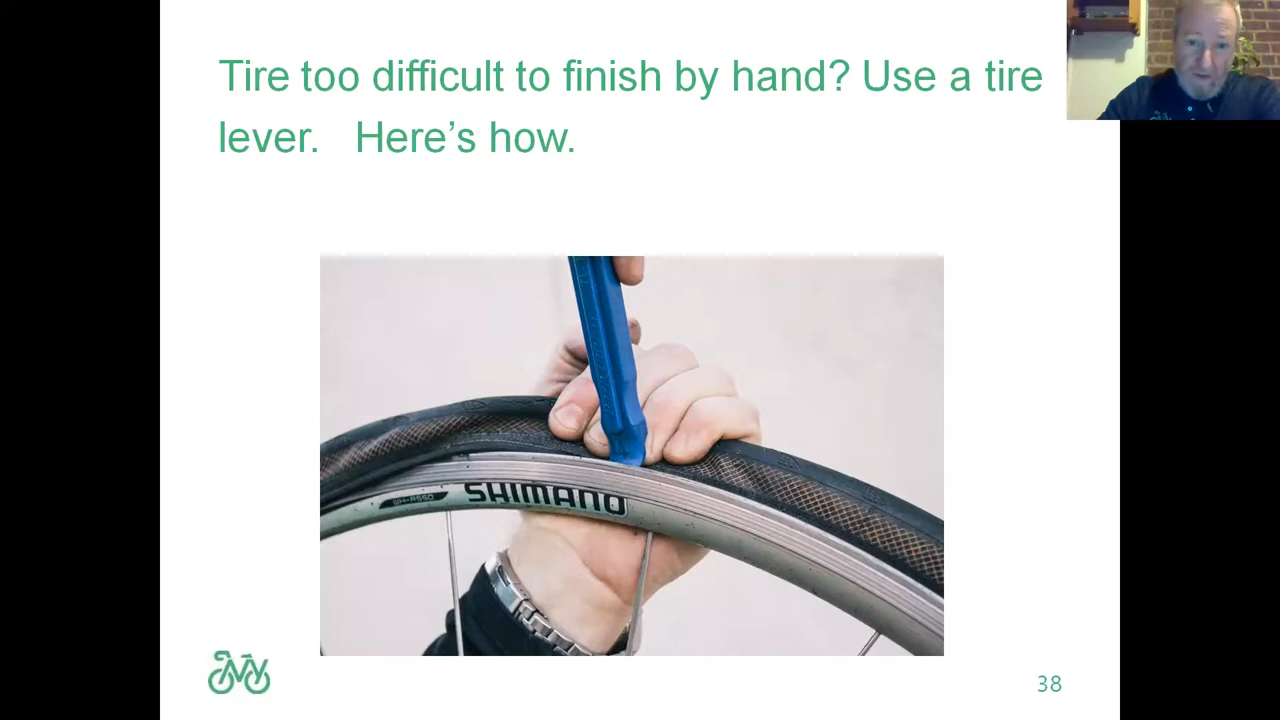 Tire too difficult to finish by hand? Use a tire
lever. Here’s how.
WH-R550
SHIMANO
38